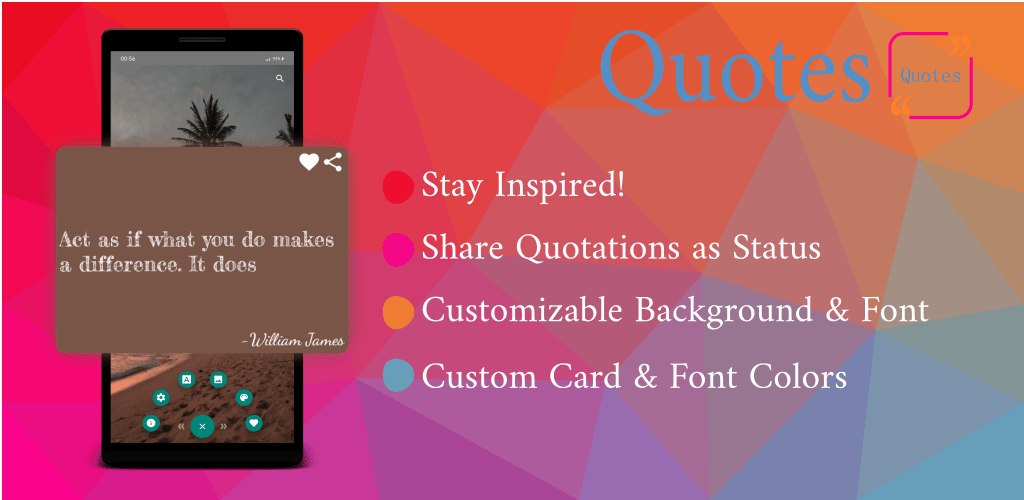 Quotes
Quotes
00:56
99%
Act as if what you do makes
a difference. It does
-William James
Stay Inspired!
Share Quotations as Status
Customizable Background & Font
Custom Card & Font Colors